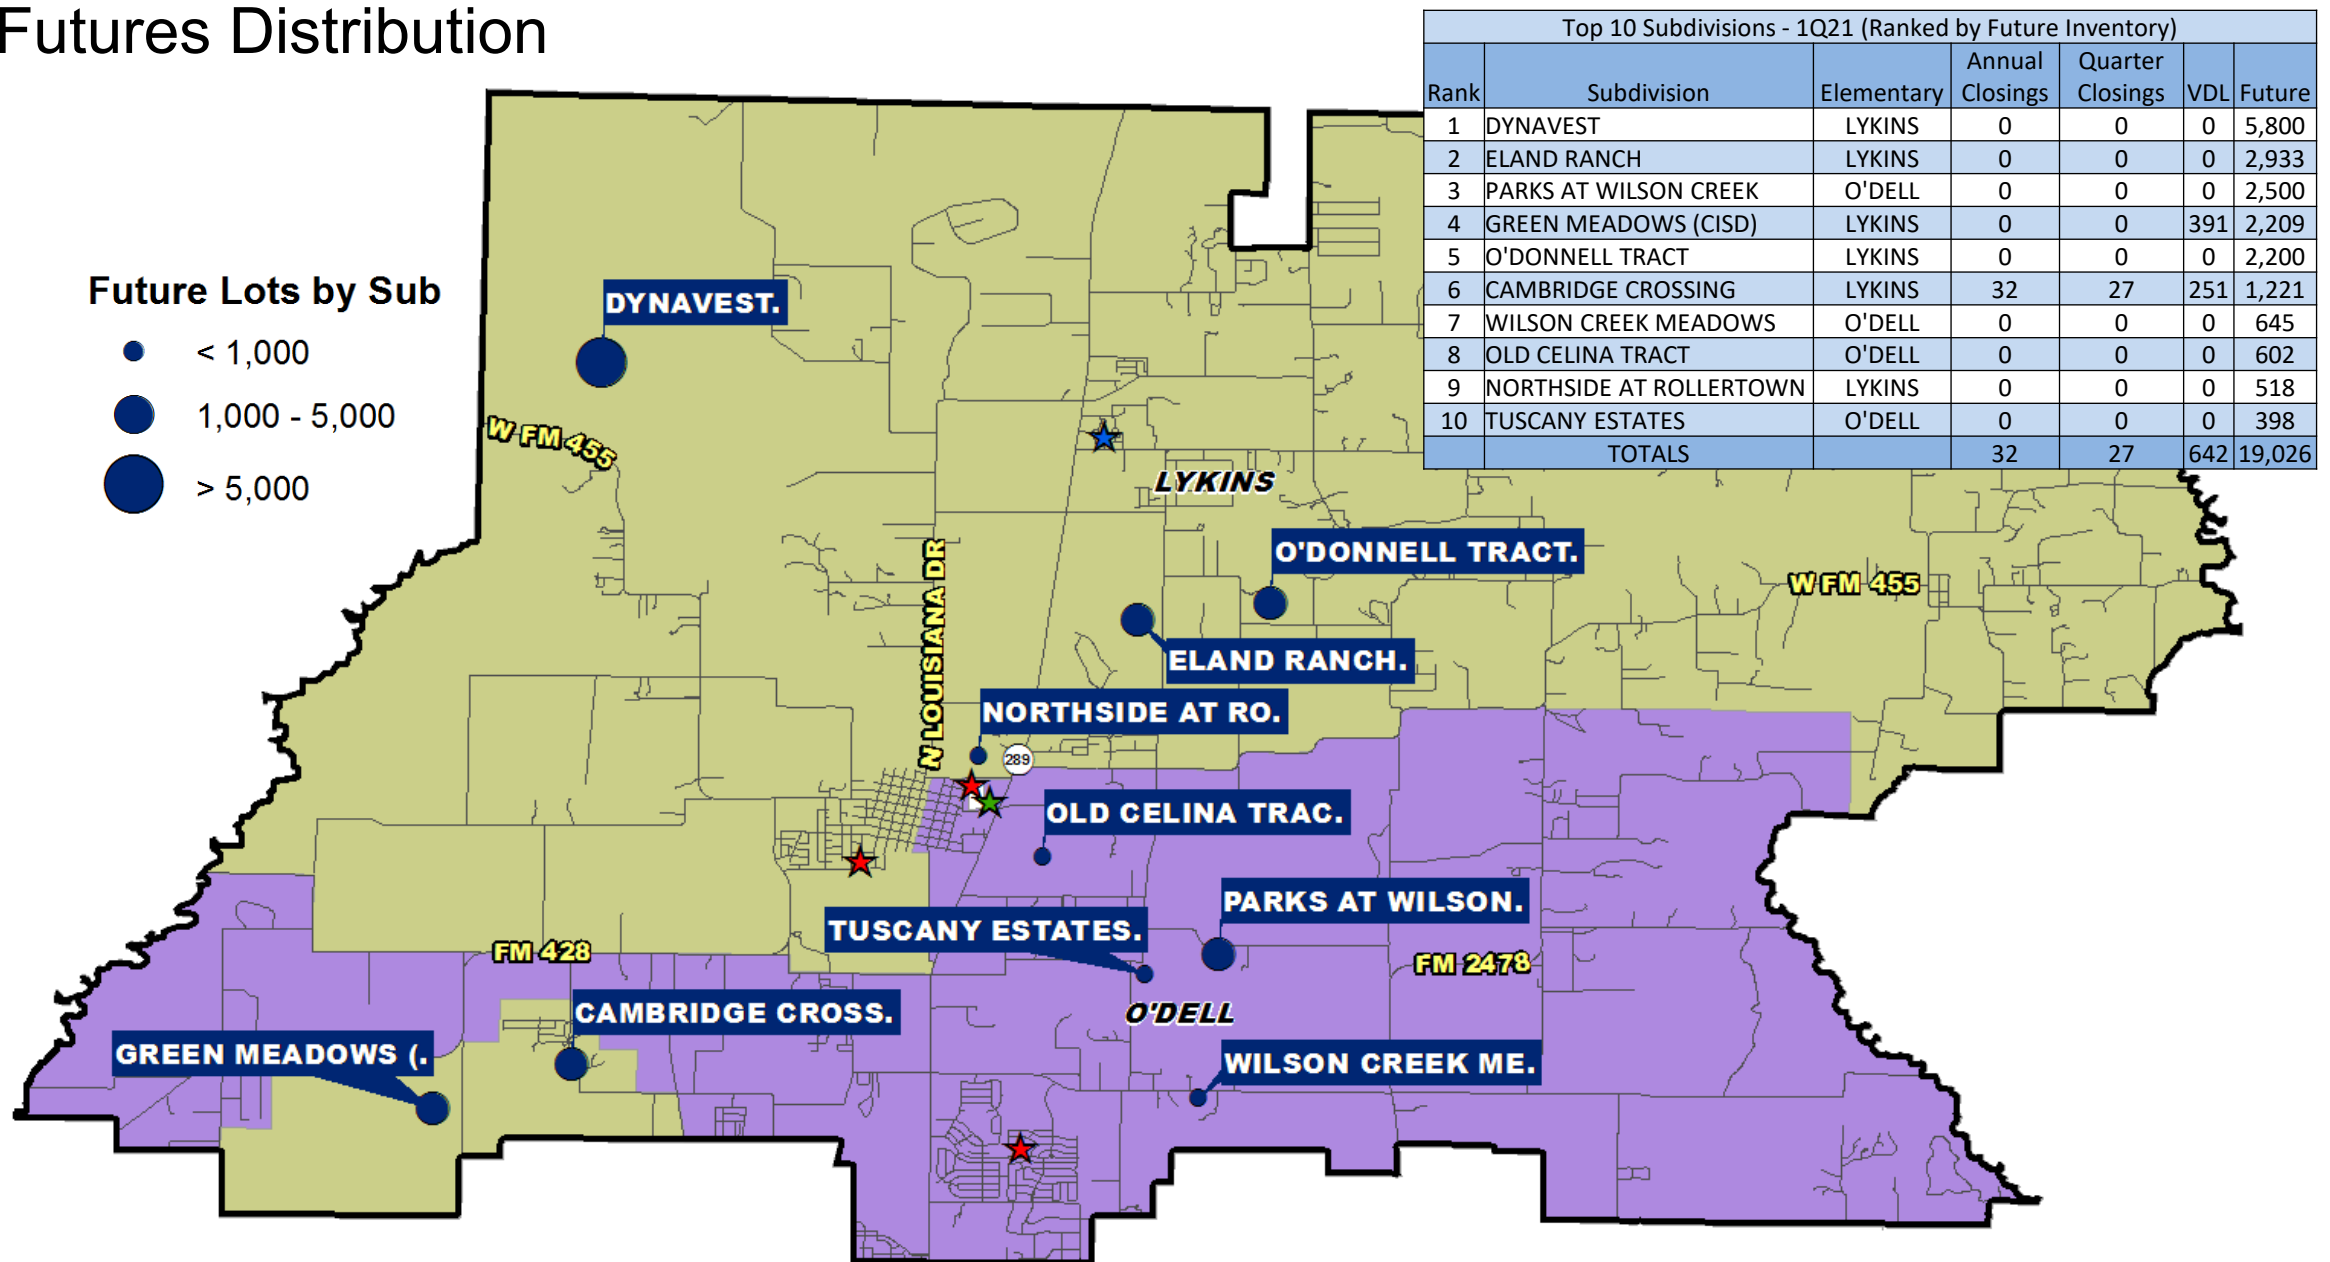 Futures Distribution
Top 10 Subdivisions - 1Q21 (Ranked by Future Inventory)
Rank Subdivision Elementary Annual Closings Quarter Closings VDL Future
1 DYNAVEST LYKINS 0 0 0 5,800
2 ELAND RANCH LYKINS 0 0 0 2,933
3 PARKS AT WILSON CREEK O'DELL 0 0 0 2,500
4 GREEN MEADOWS (CISD) LYKINS 0 0 391 2,209
5 O'DONNELL TRACT LYKINS 0 0 0 2,200
6 CAMBRIDGE CROSSING LYKINS 32 27 251 1,221
7 WILSON CREEK MEADOWS O'DELL 0 0 0 645
8 OLD CELINA TRACT O'DELL 0 0 0 602
9 NORTHSIDE AT ROLLERTOWN LYKINS 0 0 0 518
10 TUSCANY ESTATES O'DELL 0 0 0 398
TOTALS 32 27 642 19,026
Future Lots by Sub
< 1,000
1,000 - 5,000
> 5,000
DYNAVEST.
W FM 455
LYKINS
O'DONNELL TRACT.
W FM 455
N LOUISIANA DR
ELAND RANCH.
NORTHSIDE AT RO.
289
OLD CELINA TRAC.
PARKS AT WILSON.
TUSCANY ESTATES.
FM 428
FM 2478
CAMBRIDGE CROSS.
O'DELL
GREEN MEADOWS (.
WILSON CREEK ME.